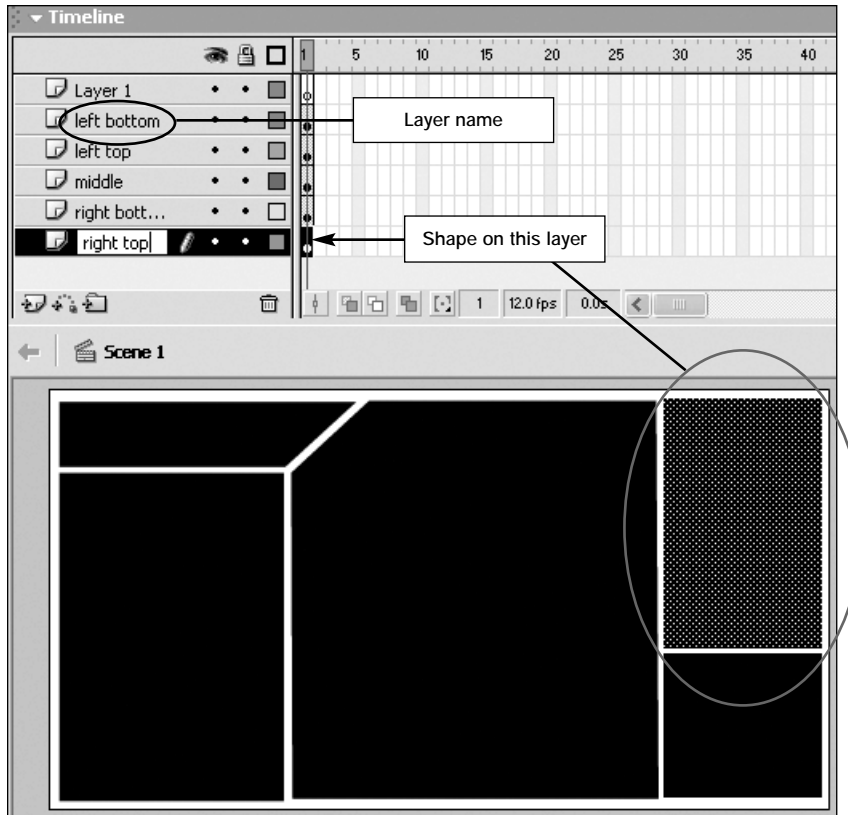 Timeline
1 5 10 15 20 25 30 35 40
Layer 1
left bottom
Layer name
left top
middle
right bott...
right top
Shape on this layer
1 12.0 fps 0.0s
Scene 1